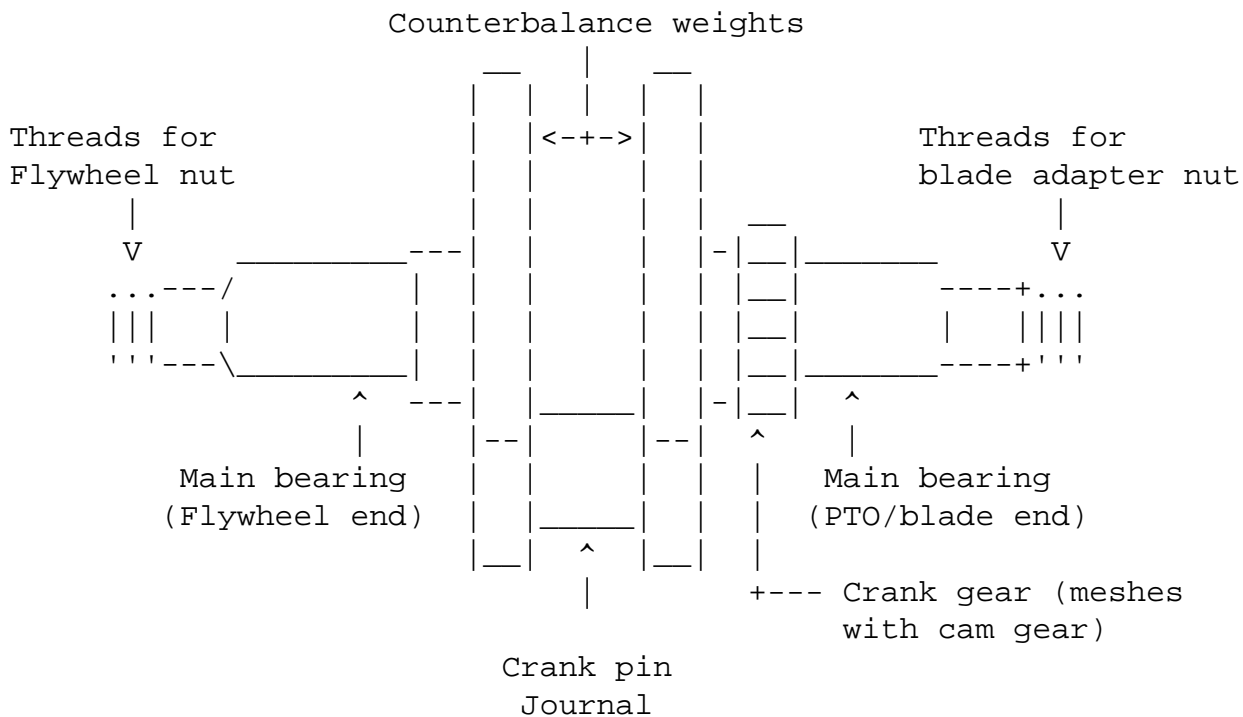 Counterbalance weights
Threads for
Flywheel nut
Threads for
blade adapter nut
Main bearing
(Flywheel end)
Main bearing
(PTO/blade end)
Crank gear (meshes
with cam gear)
Crank pin
Journal